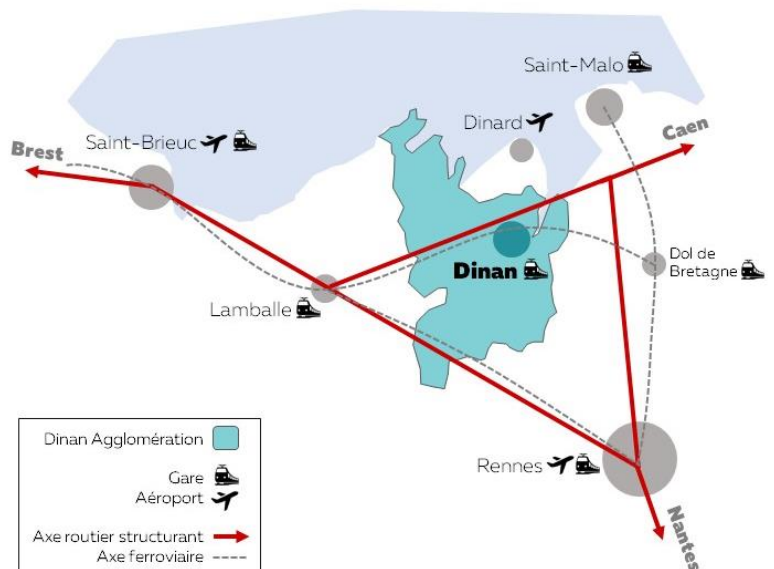 Saint-Malo
Dinard
Caen
Saint-Brieuc
Brest
Dol de
Bretagne
Dinan
Lamballe
Rennes
Nantes
Dinan Agglomération
Gare
Aéroport
Axe routier structurant
Axe ferroviaire